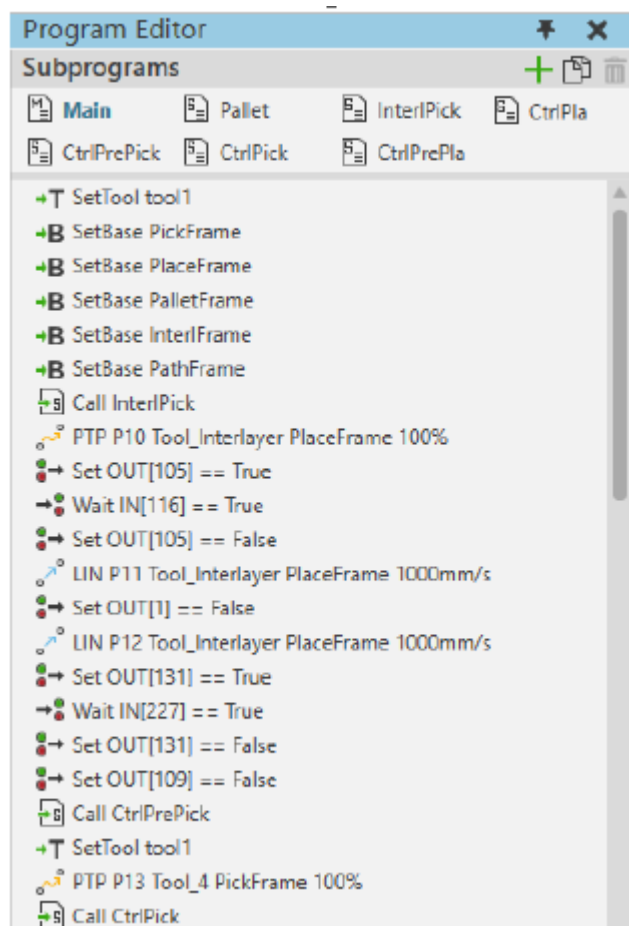 Program Editor
Subprograms
Main Pallet InterlPick CtrlPla
CtrlPrePick CtrlPick CtrlPrePla
SetTool tool1
SetBase PickFrame
SetBase PlaceFrame
SetBase PalletFrame
SetBase InterlFrame
SetBase PathFrame
Call InterlPick
PTP P10 Tool_Interlayer PlaceFrame 100%
Set OUT[105] == True
Wait IN[116] == True
Set OUT[105] == False
LIN P11 Tool_Interlayer PlaceFrame 1000mm/s
Set OUT[1] == False
LIN P12 Tool_Interlayer PlaceFrame 1000mm/s
Set OUT[131] == True
Wait IN[227] == True
Set OUT[131] == False
Set OUT[109] == False
Call CtrlPrePick
SetTool tool1
PTP P13 Tool_4 PickFrame 100%
Call CtrlPick